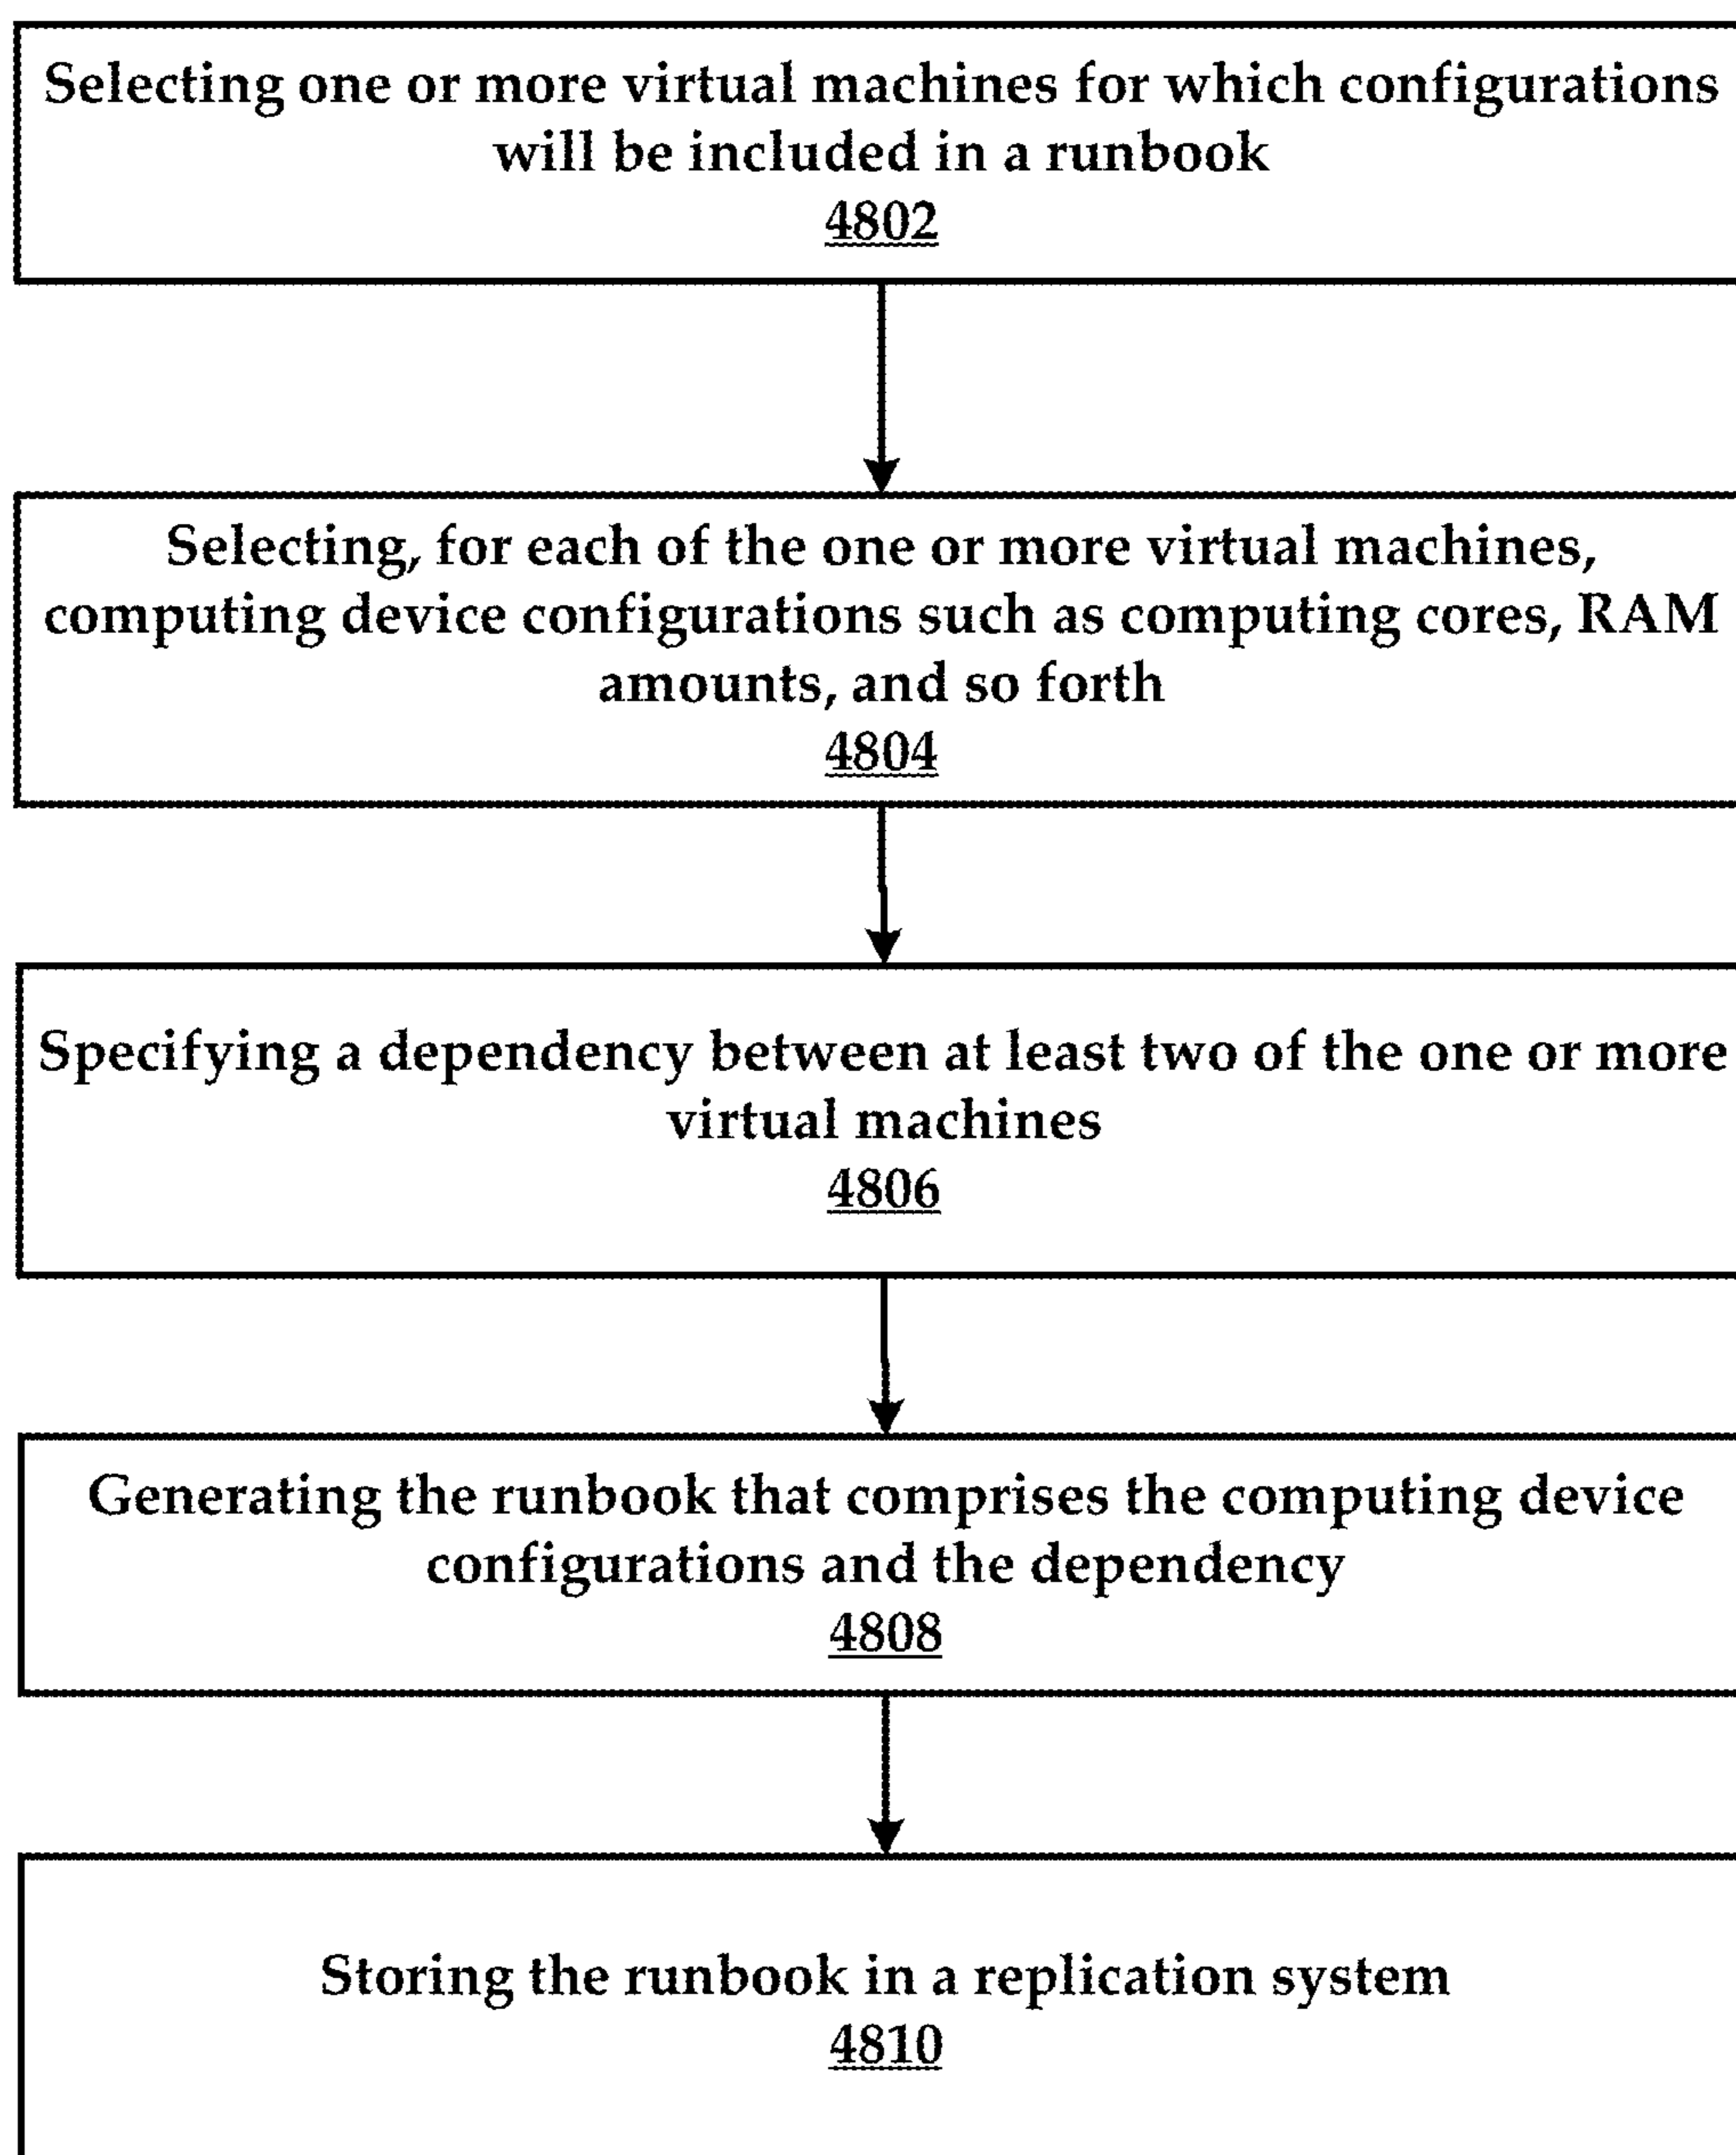 Selecting one or more virtual machines for which configurations
will be included in a runbook
4802
Selecting, for each of the one or more virtual machines,
computing device configurations such as computing cores, RAM
amounts, and so forth
4804
Specifying a dependency between at least two of the one or more
virtual machines
4806
Generating the runbook that comprises the computing device
configurations and the dependency
4808
Storing the runbook in a replication system
4810